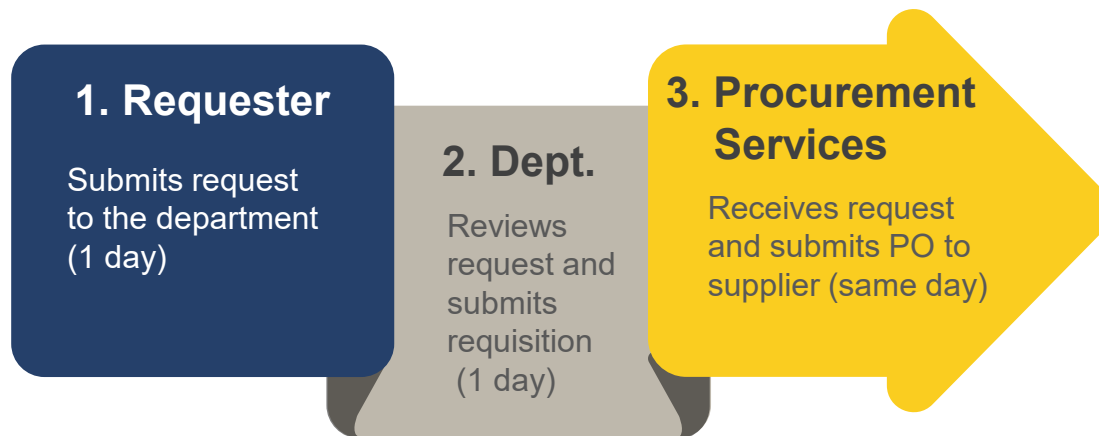 1. Requester
Submits request
to the department
(1 day)
2. Dept.
Reviews
request and
submits
requisition
(1 day)
3. Procurement
Services
Receives request
and submits PO to
supplier (same day)